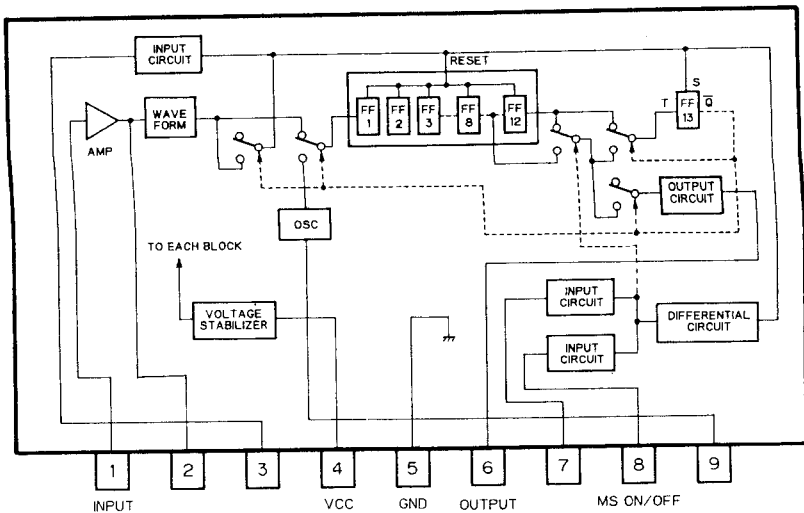 INPUT
CIRCUIT
RESET
S
T
Q̅
FF
1
FF
2
FF
3
FF
8
FF
12
FF
13
AMP
WAVE
FORM
OSC
OUTPUT
CIRCUIT
TO EACH BLOCK
VOLTAGE
STABILIZER
INPUT
CIRCUIT
INPUT
CIRCUIT
DIFFERENTIAL
CIRCUIT
1
2
3
4
5
6
7
8
9
INPUT
VCC
GND
OUTPUT
MS ON/OFF